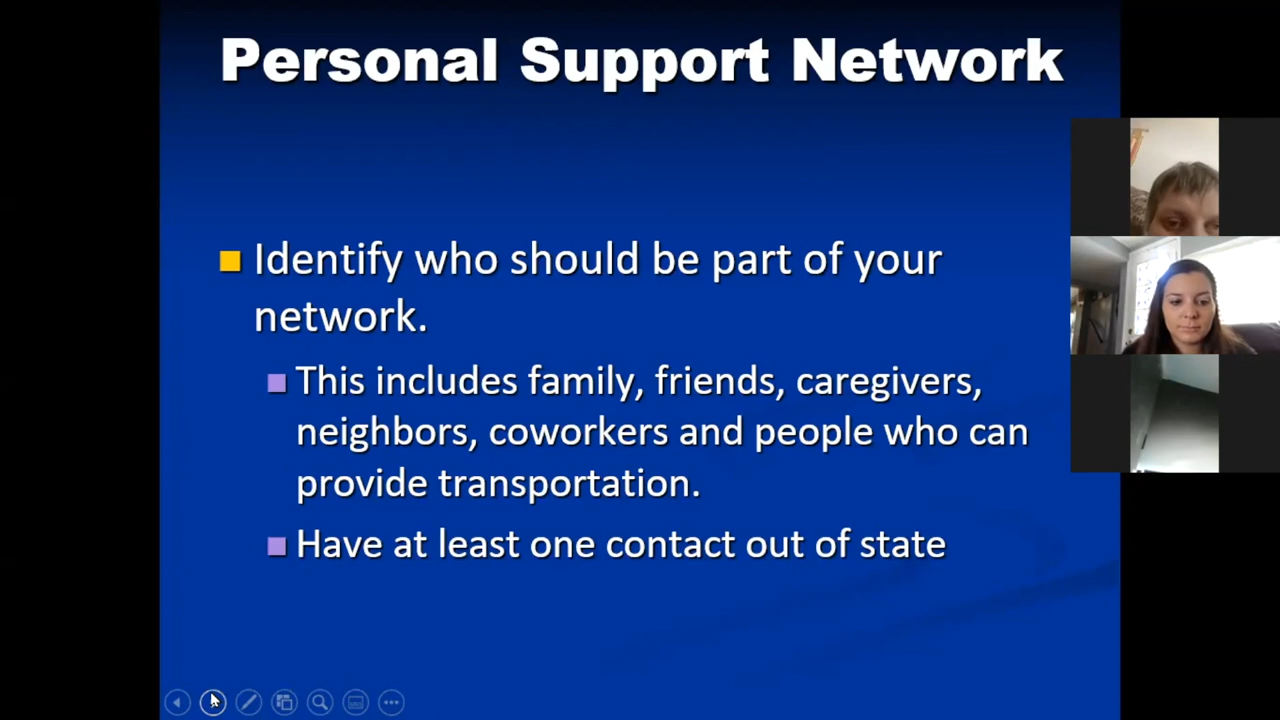 Personal Support Network
Identify who should be part of your
network.
This includes family, friends, caregivers,
neighbors, coworkers and people who can
provide transportation.
Have at least one contact out of state